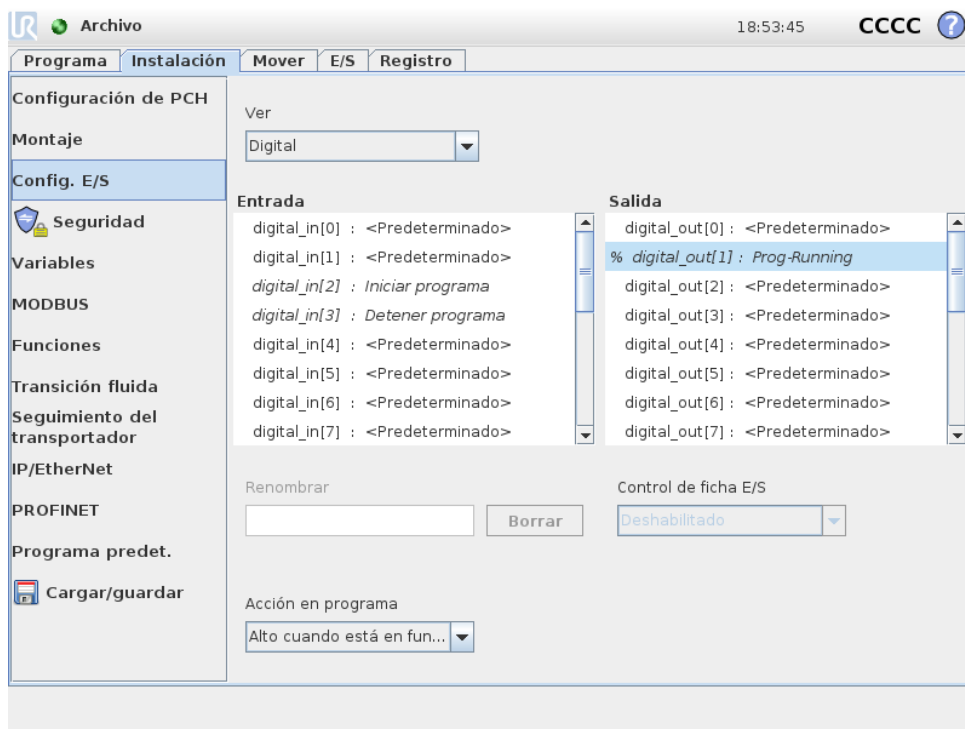 UR Archivo 18:53:45 CCCC ?
Programa Instalación Mover E/S Registro
Configuración de PCH
Montaje
Config. E/S
Seguridad
Variables
MODBUS
Funciones
Transición fluida
Seguimiento del
transportador
IP/EtherNet
PROFINET
Programa predet.
Cargar/guardar
Ver
Digital
Entrada
digital_in[0] : <Predeterminado>
digital_in[1] : <Predeterminado>
digital_in[2] : Iniciar programa
digital_in[3] : Detener programa
digital_in[4] : <Predeterminado>
digital_in[5] : <Predeterminado>
digital_in[6] : <Predeterminado>
digital_in[7] : <Predeterminado>
Salida
digital_out[0] : <Predeterminado>
% digital_out[1] : Prog-Running
digital_out[2] : <Predeterminado>
digital_out[3] : <Predeterminado>
digital_out[4] : <Predeterminado>
digital_out[5] : <Predeterminado>
digital_out[6] : <Predeterminado>
digital_out[7] : <Predeterminado>
Renombrar
Borrar
Control de ficha E/S
Deshabilitado
Acción en programa
Alto cuando está en fun...